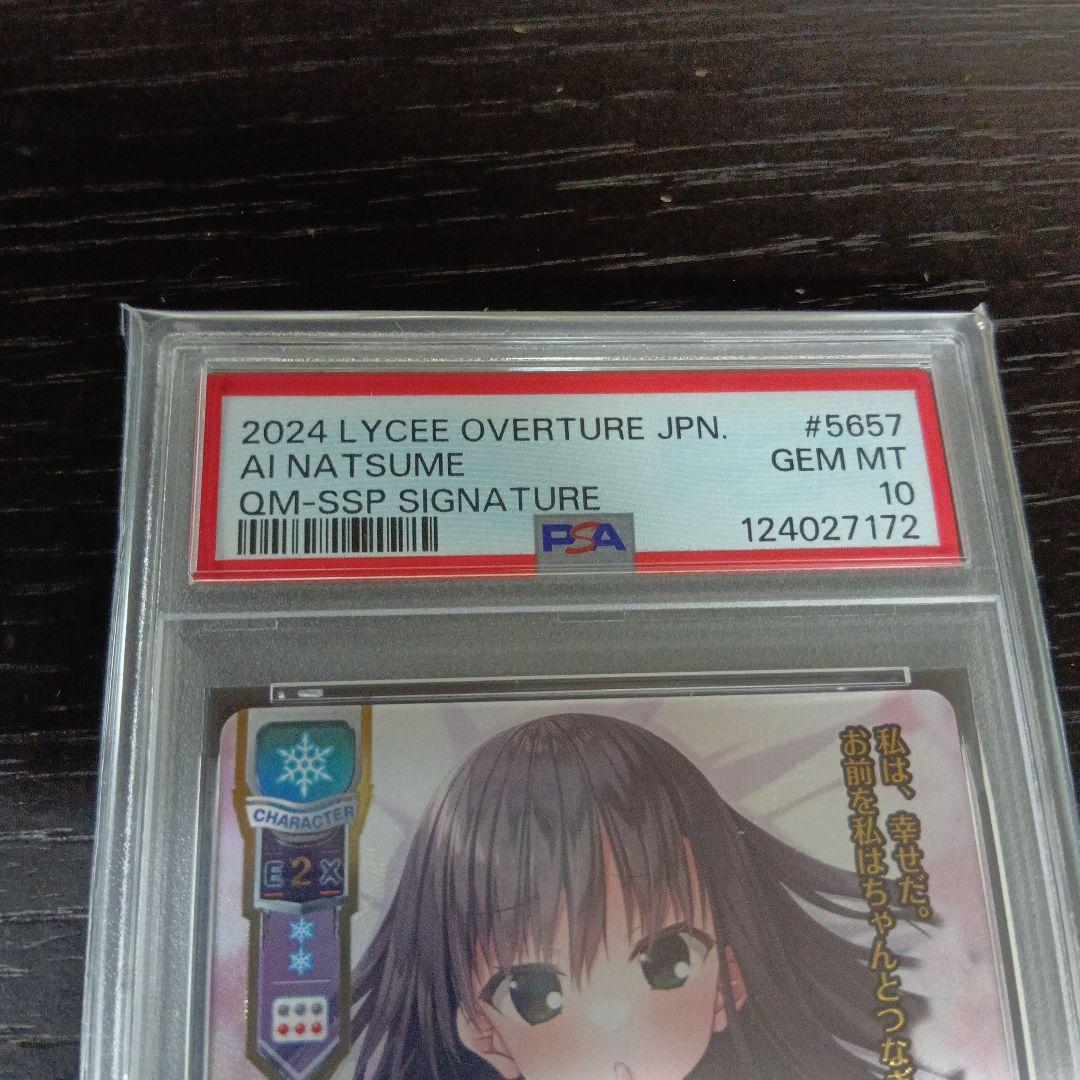 2024 LYCEE OVERTURE JPN. #5657
AI NATSUME GEM MT
QM-SSP SIGNATURE 10
PSA 124027172
CHARACTER
E 2 X
私は、幸せだ。
お前を私はちゃんとつな